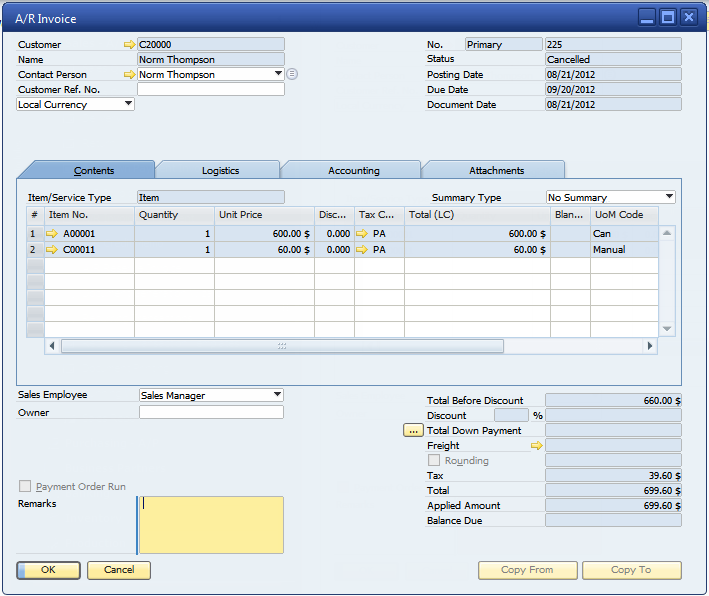 A/R Invoice
Customer C20000 No. Primary 225
Name Norm Thompson Status Cancelled
Contact Person Norm Thompson Posting Date 08/21/2012
Customer Ref. No. Due Date 09/20/2012
Local Currency Document Date 08/21/2012
Contents Logistics Accounting Attachments
Item/Service Type Item Summary Type No Summary
# Item No. Quantity Unit Price Disc... Tax C... Total (LC) Blan... UoM Code
1 A00001 1 600.00 $ 0.000 PA 600.00 $ Can
2 C00011 1 60.00 $ 0.000 PA 60.00 $ Manual
Sales Employee Sales Manager Total Before Discount 660.00 $
Owner Discount %
... Total Down Payment
Freight
Rounding
Payment Order Run Tax 39.60 $
Remarks Total 699.60 $
Applied Amount 699.60 $
Balance Due
OK Cancel Copy From Copy To